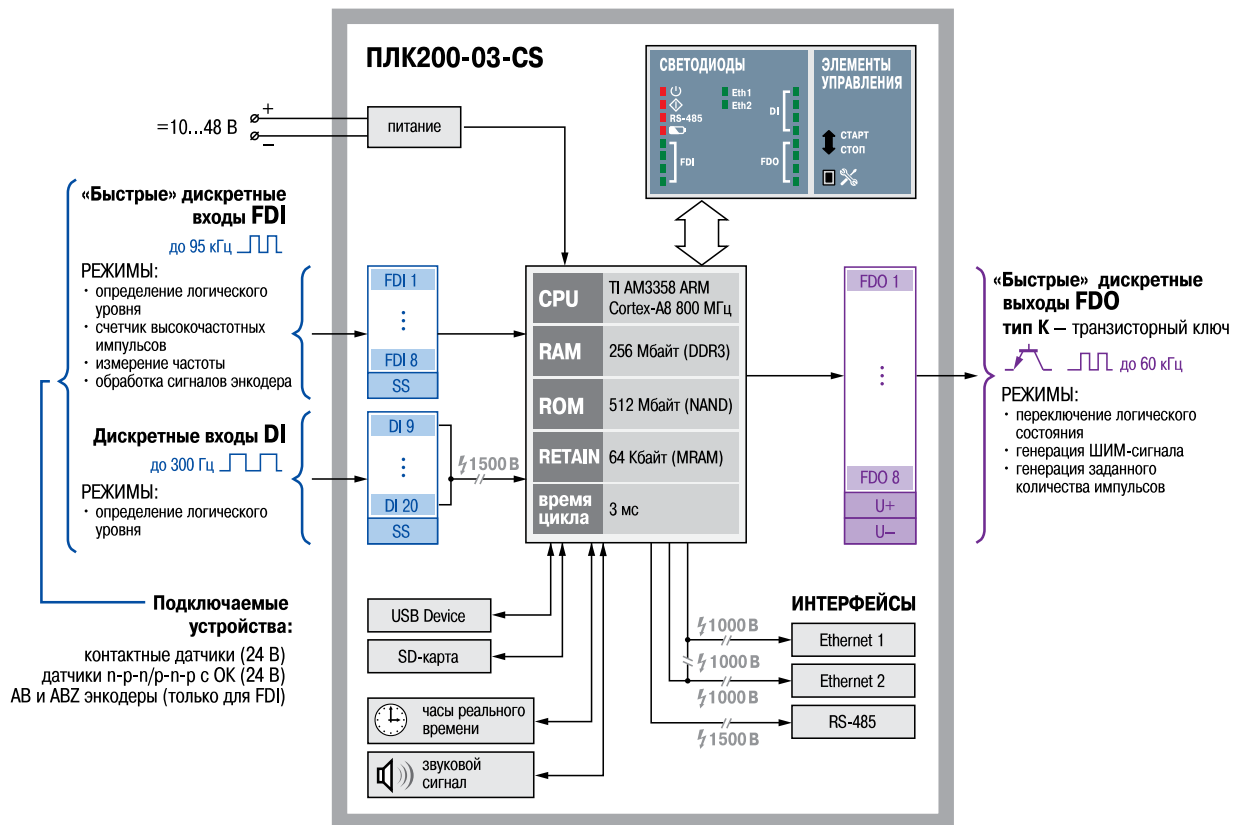 ПЛК200-03-CS
СВЕТОДИОДЫ
Eth1
Eth2
RS-485
DI
FDI
FDO
ЭЛЕМЕНТЫ
УПРАВЛЕНИЯ
СТАРТ
СТОП
=10...48 В
+
–
питание
«Быстрые» дискретные
входы FDI
до 95 кГц
РЕЖИМЫ:
· определение логического
уровня
· счетчик высокочастотных
импульсов
· измерение частоты
· обработка сигналов энкодера
Дискретные входы DI
до 300 Гц
РЕЖИМЫ:
· определение логического
уровня
Подключаемые
устройства:
контактные датчики (24 В)
датчики n-p-n/p-n-p с ОК (24 В)
AB и ABZ энкодеры (только для FDI)
FDI 1
⋮
FDI 8
SS
DI 9
⋮
DI 20
SS
1500 В
CPU
TI AM3358 ARM
Cortex-A8 800 МГц
RAM
256 Мбайт (DDR3)
ROM
512 Мбайт (NAND)
RETAIN
64 Кбайт (MRAM)
время
цикла
3 мс
FDO 1
⋮
FDO 8
U+
U–
«Быстрые» дискретные
выходы FDO
тип К – транзисторный ключ
до 60 кГц
РЕЖИМЫ:
· переключение логического
состояния
· генерация ШИМ-сигнала
· генерация заданного
количества импульсов
USB Device
SD-карта
часы реального
времени
звуковой
сигнал
ИНТЕРФЕЙСЫ
1000 В
Ethernet 1
1000 В
Ethernet 2
1000 В
RS-485
1500 В